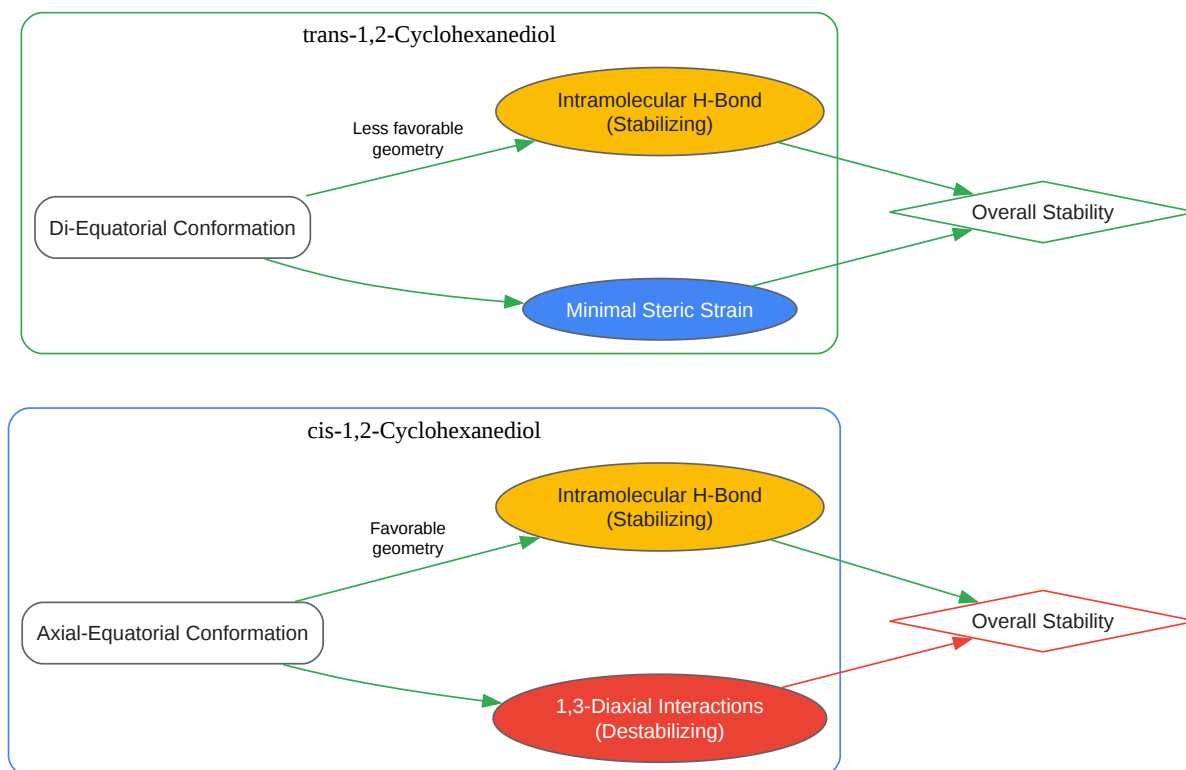 trans-1,2-Cyclohexanediol
Intramolecular H-Bond
(Stabilizing)
Less favorable
geometry
Di-Equatorial Conformation
Overall Stability
Minimal Steric Strain
cis-1,2-Cyclohexanediol
Intramolecular H-Bond
(Stabilizing)
Favorable
geometry
Axial-Equatorial Conformation
Overall Stability
1,3-Diaxial Interactions
(Destabilizing)